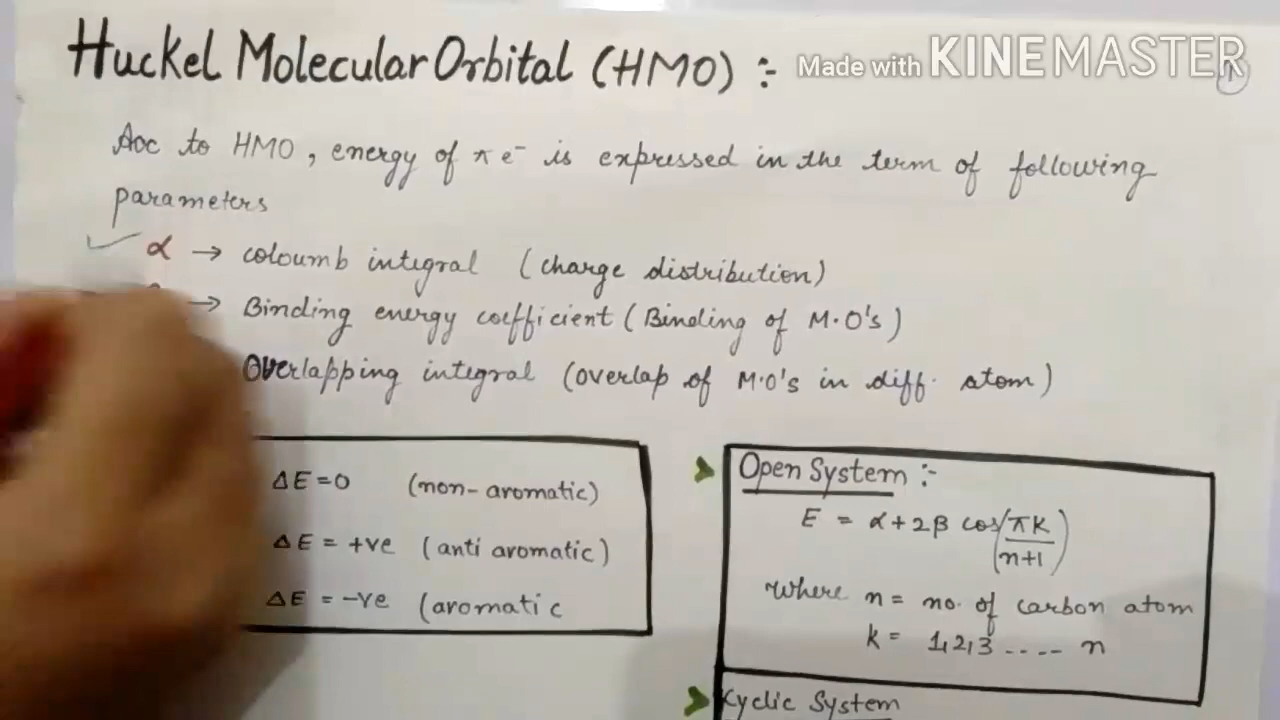 Huckel Molecular Orbital (HMO) :-
Made with KINEMASTER
1
Acc to HMO, energy of π e⁻ is expressed in the term of following
parameters
α → coloumb integral (charge distribution)
→ Binding energy coefficient (Binding of M.O's)
Overlapping integral (overlap of M.O's in diff. atom)
ΔE = 0 (non-aromatic)
ΔE = +ve (anti aromatic)
ΔE = -ve (aromatic
Open System :-
E = α + 2β cos(πK/n+1)
where n = no. of carbon atom
k = 1,2,3 .... n
Cyclic System